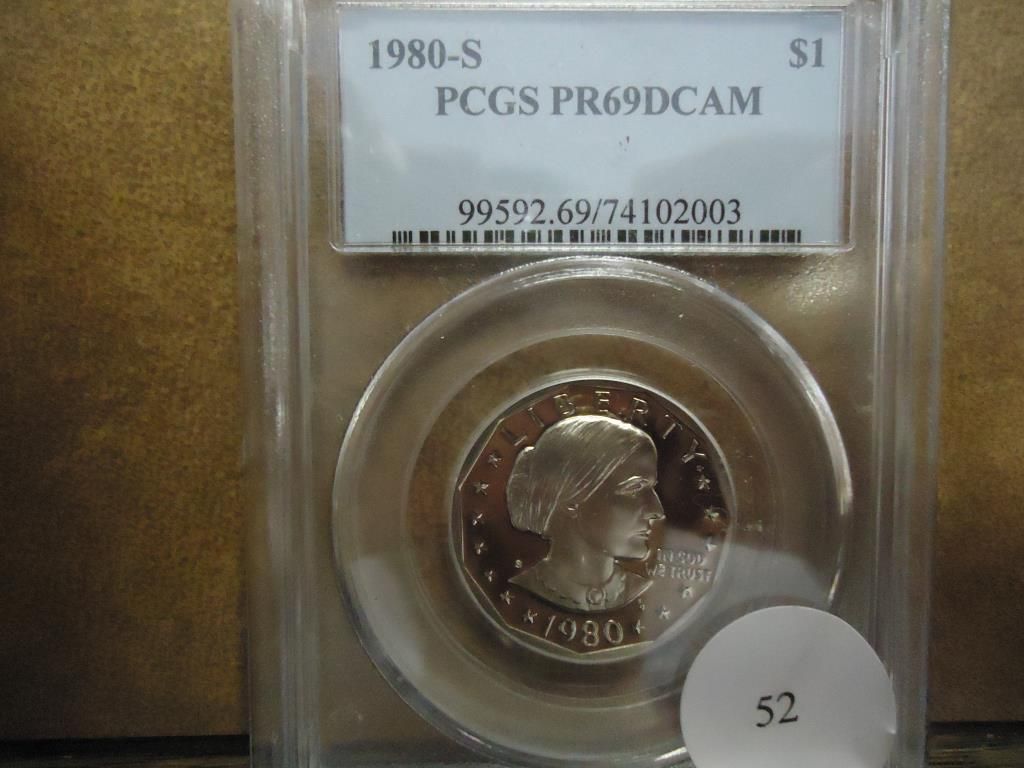 1980-S $1
PCGS PR69DCAM
99592.69/74102003
LIBERTY
IN GOD
WE TRUST
S
1980
52